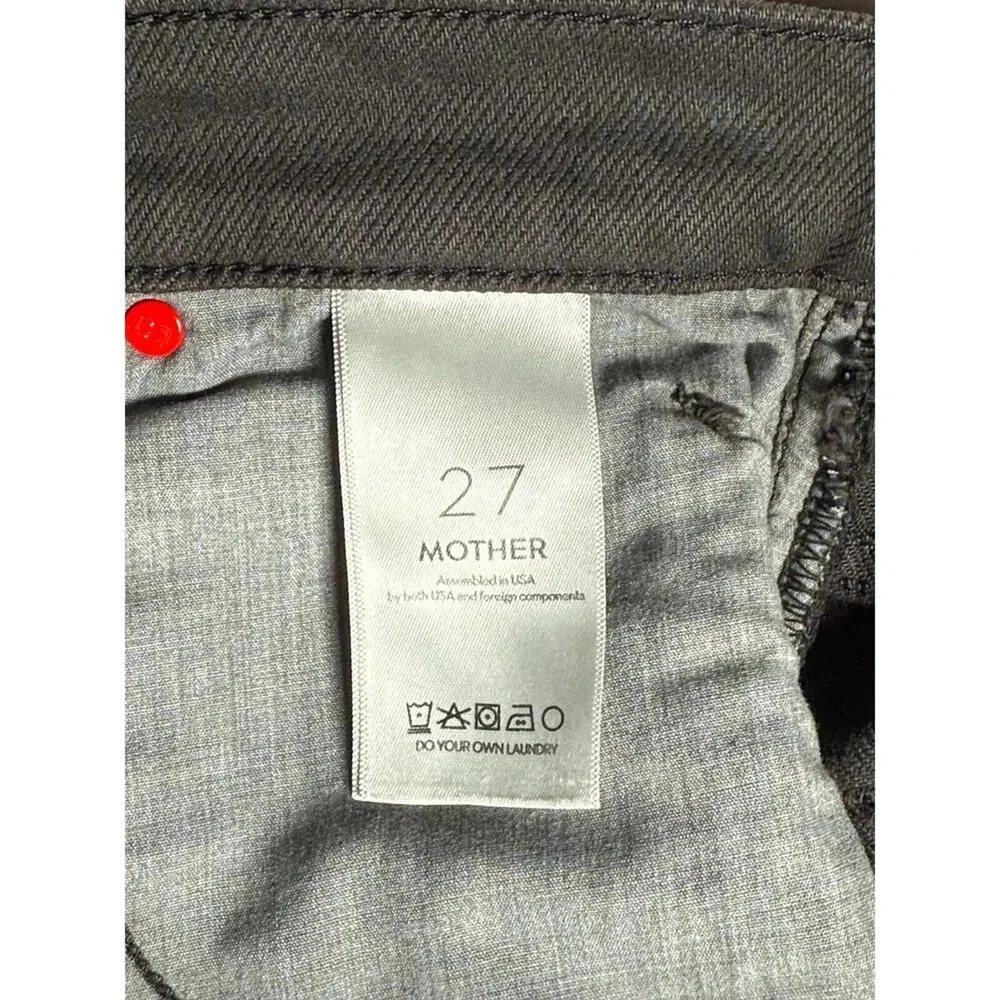 27
MOTHER
Assembled in USA
by both USA and foreign components
DO YOUR OWN LAUNDRY